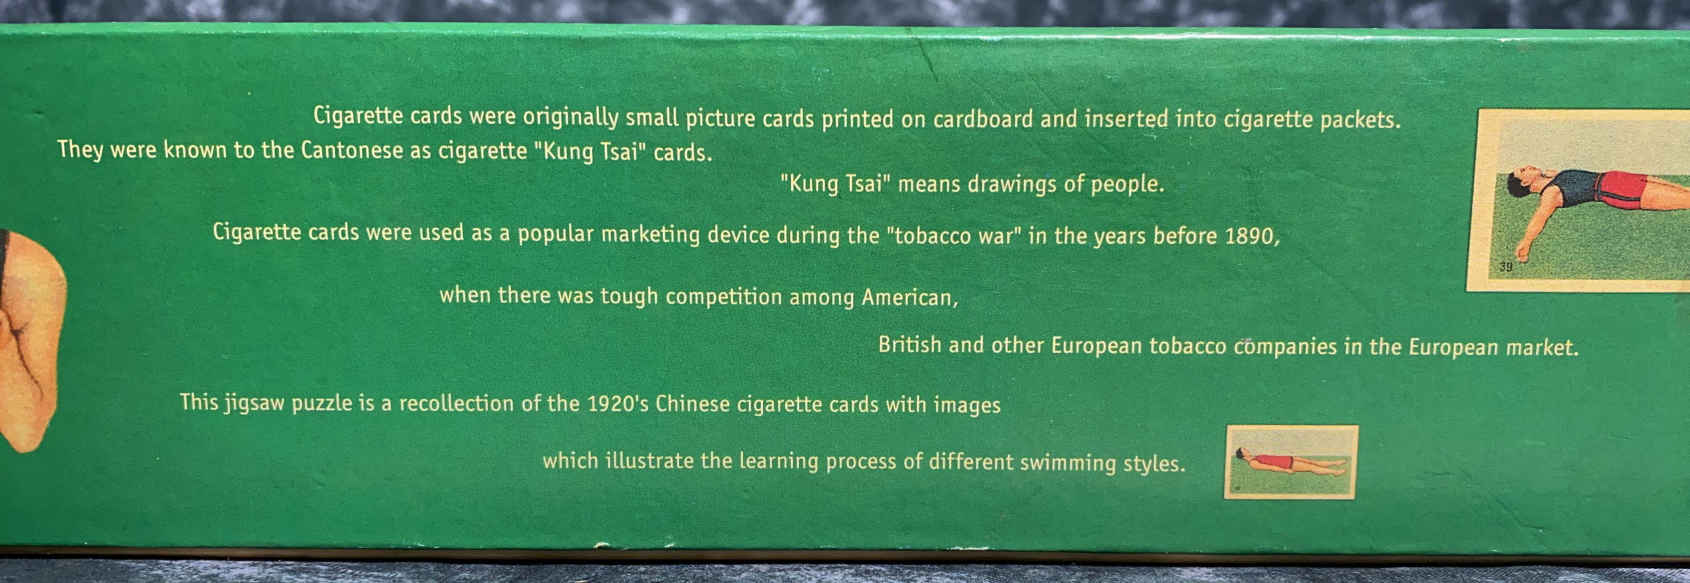 Cigarette cards were originally small picture cards printed on cardboard and inserted into cigarette packets.
They were known to the Cantonese as cigarette "Kung Tsai" cards.
"Kung Tsai" means drawings of people.
Cigarette cards were used as a popular marketing device during the "tobacco war" in the years before 1890,
when there was tough competition among American,
British and other European tobacco companies in the European market.
This jigsaw puzzle is a recollection of the 1920's Chinese cigarette cards with images
which illustrate the learning process of different swimming styles.
39